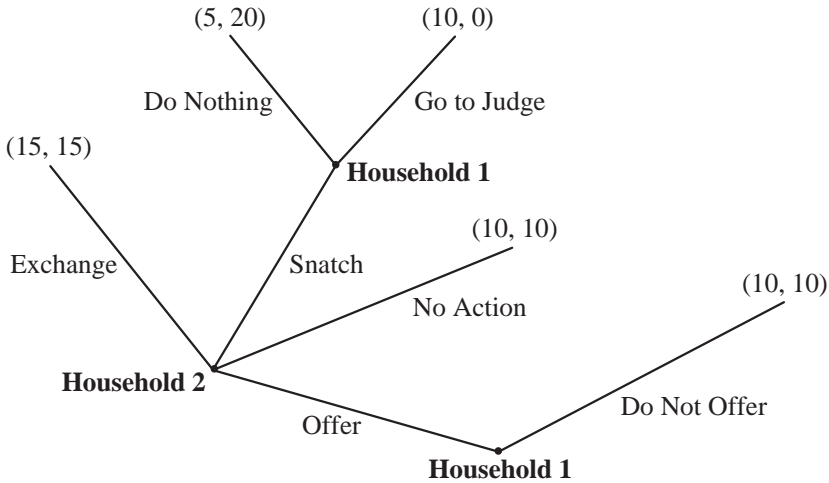 (5, 20)
(10, 0)
Do Nothing
Go to Judge
(15, 15)
Household 1
(10, 10)
Exchange
Snatch
(10, 10)
No Action
Household 2
Do Not Offer
Offer
Household 1